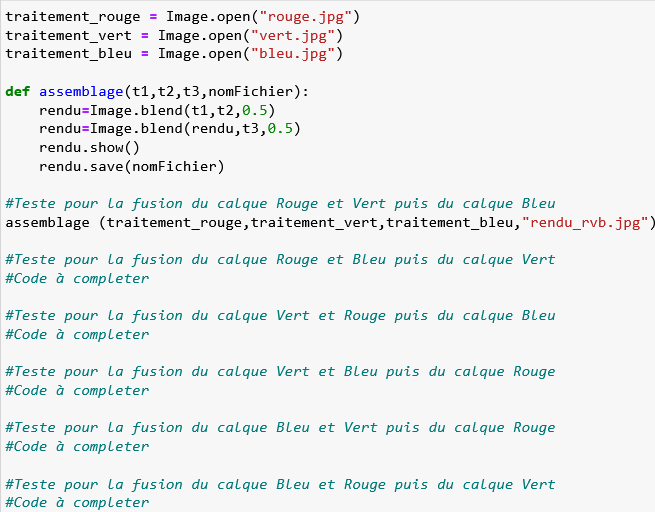 traitement_rouge = Image.open("rouge.jpg")
traitement_vert = Image.open("vert.jpg")
traitement_bleu = Image.open("bleu.jpg")
def assemblage(t1,t2,t3,nomFichier):
    rendu=Image.blend(t1,t2,0.5)
    rendu=Image.blend(rendu,t3,0.5)
    rendu.show()
    rendu.save(nomFichier)
#Teste pour la fusion du calque Rouge et Vert puis du calque Bleu
assemblage (traitement_rouge,traitement_vert,traitement_bleu,"rendu_rvb.jpg")
#Teste pour la fusion du calque Rouge et Bleu puis du calque Vert
#Code à completer
#Teste pour la fusion du calque Vert et Rouge puis du calque Bleu
#Code à completer
#Teste pour la fusion du calque Vert et Bleu puis du calque Rouge
#Code à completer
#Teste pour la fusion du calque Bleu et Vert puis du calque Rouge
#Code à completer
#Teste pour la fusion du calque Bleu et Rouge puis du calque Vert
#Code à completer